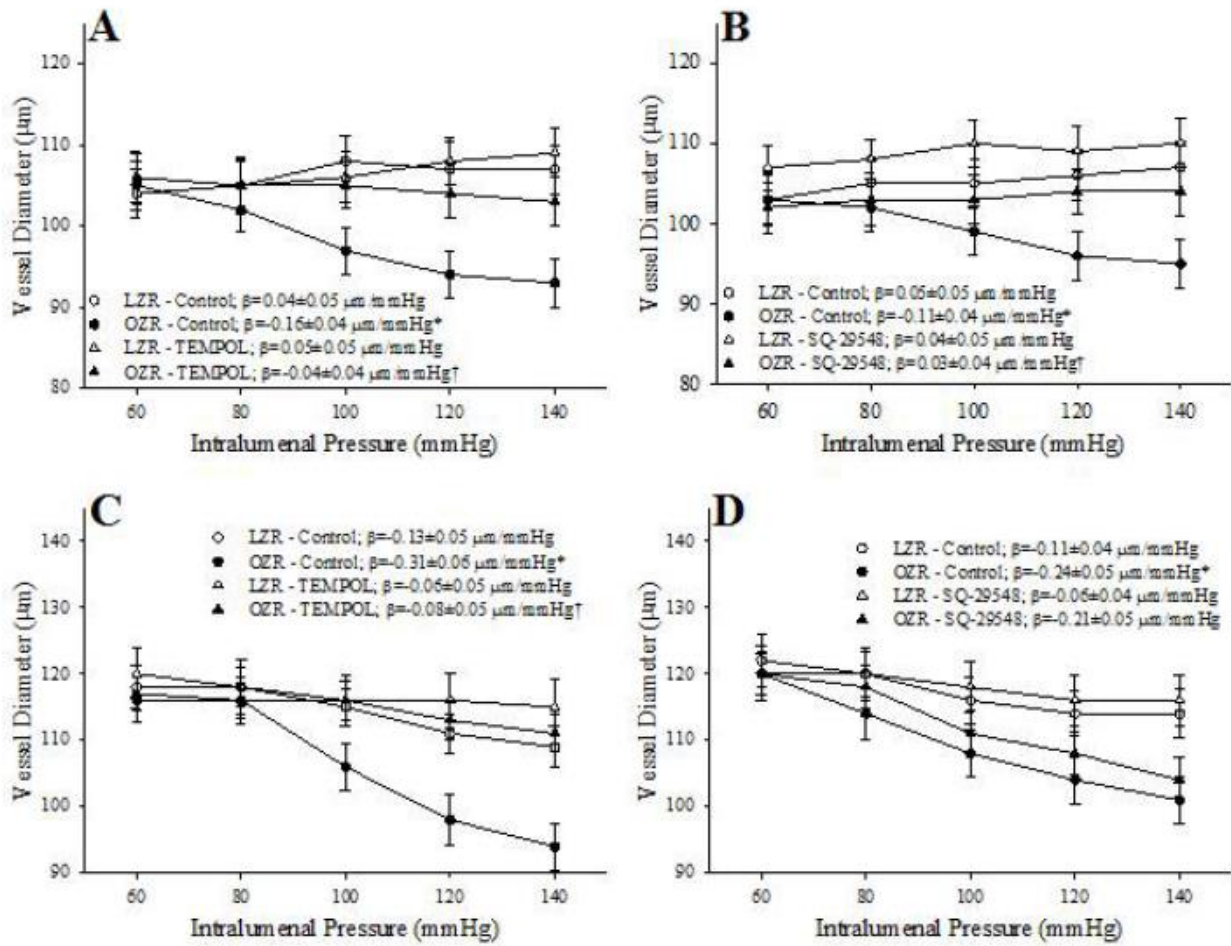 A
120
110
100
90
80
Vessel Diameter (µm)
LZR - Control; β=0.04±0.05 µm/mmHg
OZR - Control; β=-0.16±0.04 µm/mmHg*
LZR - TEMPOL; β=0.05±0.05 µm/mmHg
OZR - TEMPOL; β=-0.04±0.04 µm/mmHg†
60 80 100 120 140
Intralumenal Pressure (mmHg)
B
120
110
100
90
80
Vessel Diameter (µm)
LZR - Control; β=0.05±0.05 µm/mmHg
OZR - Control; β=-0.11±0.04 µm/mmHg*
LZR - SQ-29548; β=0.04±0.05 µm/mmHg
OZR - SQ-29548; β=0.03±0.04 µm/mmHg†
60 80 100 120 140
Intralumenal Pressure (mmHg)
C
140
130
120
110
100
90
Vessel Diameter (µm)
LZR - Control; β=-0.13±0.05 µm/mmHg
OZR - Control; β=-0.31±0.06 µm/mmHg*
LZR - TEMPOL; β=-0.06±0.05 µm/mmHg
OZR - TEMPOL; β=-0.08±0.05 µm/mmHg†
60 80 100 120 140
Intralumenal Pressure (mmHg)
D
140
130
120
110
100
90
Vessel Diameter (µm)
LZR - Control; β=-0.11±0.04 µm/mmHg
OZR - Control; β=-0.24±0.05 µm/mmHg*
LZR - SQ-29548; β=-0.06±0.04 µm/mmHg
OZR - SQ-29548; β=-0.21±0.05 µm/mmHg
60 80 100 120 140
Intralumenal Pressure (mmHg)